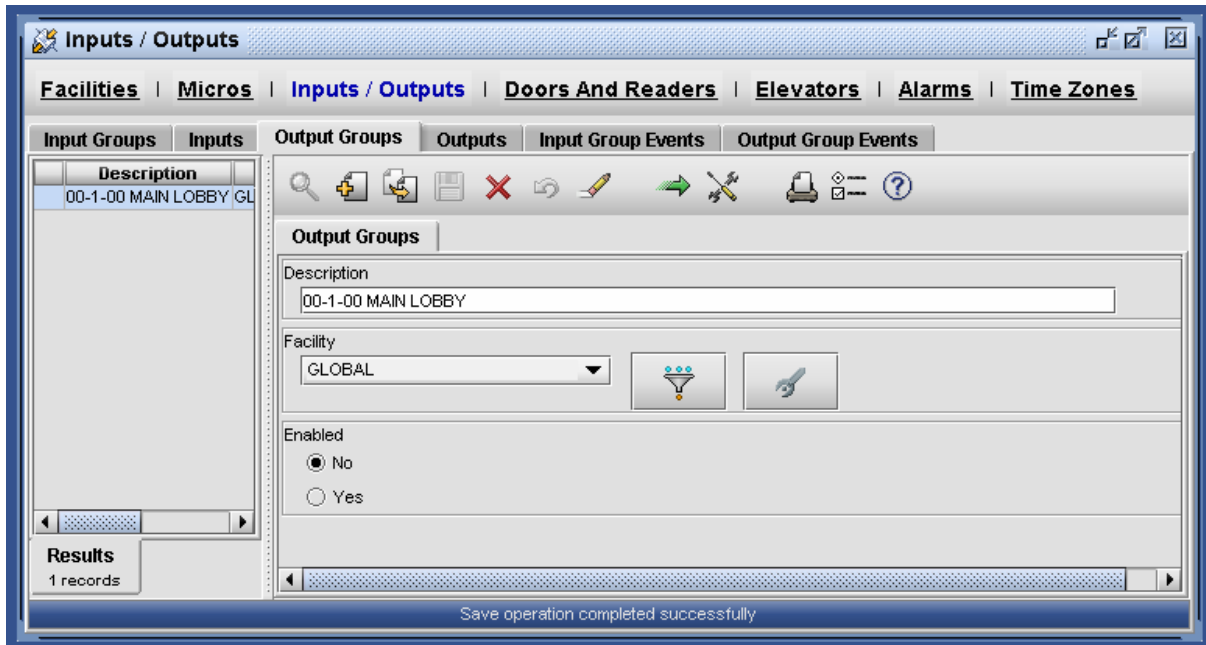 Inputs / Outputs
Facilities | Micros | Inputs / Outputs | Doors And Readers | Elevators | Alarms | Time Zones
Input Groups Inputs Output Groups Outputs Input Group Events Output Group Events
Description
00-1-00 MAIN LOBBY GL
Output Groups
Description
00-1-00 MAIN LOBBY
Facility
GLOBAL
Enabled
No
Yes
Results
1 records
Save operation completed successfully